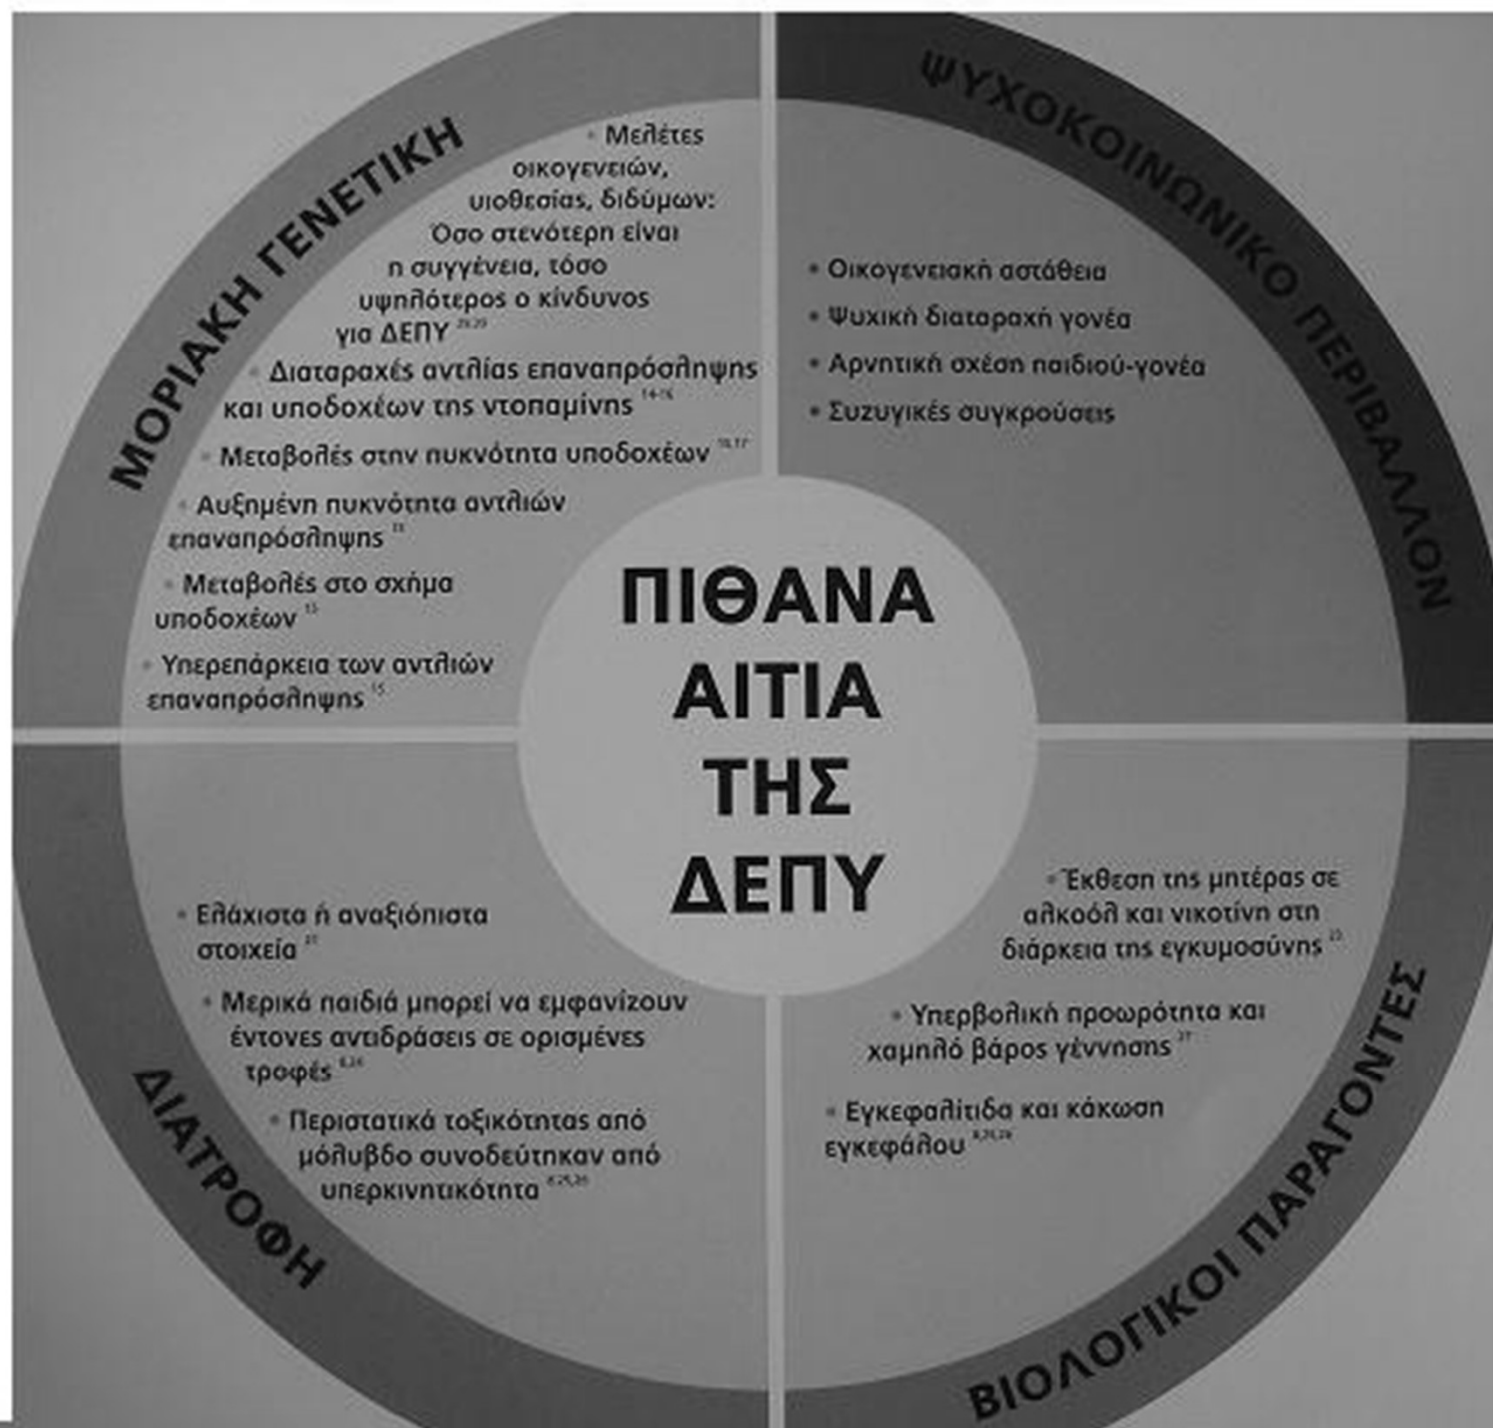 ΜΟΡΙΑΚΗ ΓΕΝΕΤΙΚΗ
• Μελέτες
οικογενειών,
υιοθεσίας, διδύμων:
Όσο στενότερη είναι
η συγγένεια, τόσο
υψηλότερος ο κίνδυνος
για ΔΕΠΥ
• Διαταραχές αντλίας επαναπρόσληψης
και υποδοχέων της ντοπαμίνης
• Μεταβολές στην πυκνότητα υποδοχέων
• Αυξημένη πυκνότητα αντλιών
επαναπρόσληψης
• Μεταβολές στο σχήμα
υποδοχέων
• Υπερεπάρκεια των αντλιών
επαναπρόσληψης
ΨΥΧΟΚΟΙΝΩΝΙΚΟ ΠΕΡΙΒΑΛΛΟΝ
• Οικογενειακή αστάθεια
• Ψυχική διαταραχή γονέα
• Αρνητική σχέση παιδιού-γονέα
• Συζυγικές συγκρούσεις
ΠΙΘΑΝΑ
ΑΙΤΙΑ
ΤΗΣ
ΔΕΠΥ
ΔΙΑΤΡΟΦΗ
• Ελάχιστα ή αναξιόπιστα
στοιχεία
• Μερικά παιδιά μπορεί να εμφανίζουν
έντονες αντιδράσεις σε ορισμένες
τροφές
• Περιστατικά τοξικότητας από
μόλυβδο συνοδεύτηκαν από
υπερκινητικότητα
ΒΙΟΛΟΓΙΚΟΙ ΠΑΡΑΓΟΝΤΕΣ
• Έκθεση της μητέρας σε
αλκοόλ και νικοτίνη στη
διάρκεια της εγκυμοσύνης
• Υπερβολική προωρότητα και
χαμηλό βάρος γέννησης
• Εγκεφαλίτιδα και κάκωση
εγκεφάλου